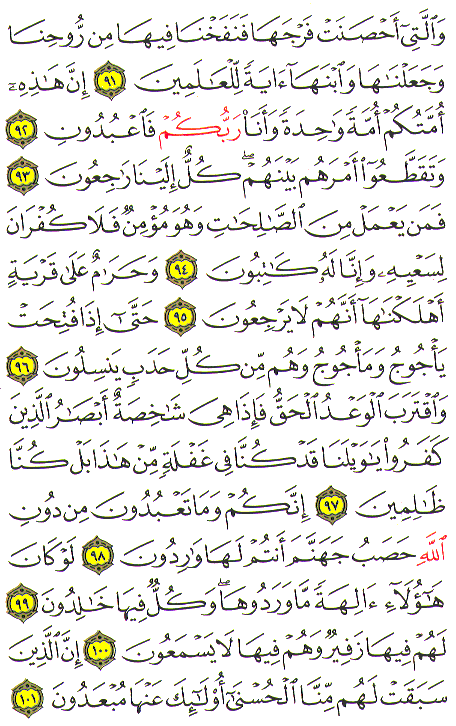 وَٱلَّتِىٓ أَحۡصَنَتۡ فَرۡجَهَا فَنَفَخۡنَا فِيهَا مِن رُّوحِنَا
وَجَعَلۡنَٰهَا وَٱبۡنَهَآ ءَايَةٗ لِّلۡعَٰلَمِينَ ٩١ إِنَّ هَٰذِهِۦٓ
أُمَّتُكُمۡ أُمَّةٗ وَٰحِدَةٗ وَأَنَا۠ رَبُّكُمۡ فَٱعۡبُدُونِ ٩٢
وَتَقَطَّعُوٓاْ أَمۡرَهُم بَيۡنَهُمۡۖ كُلٌّ إِلَيۡنَا رَٰجِعُونَ ٩٣
فَمَن يَعۡمَلۡ مِنَ ٱلصَّٰلِحَٰتِ وَهُوَ مُؤۡمِنٞ فَلَا كُفۡرَانَ
لِسَعۡيِهِۦ وَإِنَّا لَهُۥ كَٰتِبُونَ ٩٤ وَحَرَٰمٌ عَلَىٰ قَرۡيَةٍ
أَهۡلَكۡنَٰهَآ أَنَّهُمۡ لَا يَرۡجِعُونَ ٩٥ حَتَّىٰٓ إِذَا فُتِحَتۡ
يَأۡجُوجُ وَمَأۡجُوجُ وَهُم مِّن كُلِّ حَدَبٖ يَنسِلُونَ ٩٦
وَٱقۡتَرَبَ ٱلۡوَعۡدُ ٱلۡحَقُّ فَإِذَا هِىَ شَٰخِصَةٌ أَبۡصَٰرُ ٱلَّذِينَ
كَفَرُواْ يَٰوَيۡلَنَا قَدۡ كُنَّا فِى غَفۡلَةٖ مِّنۡ هَٰذَا بَلۡ كُنَّا
ظَٰلِمِينَ ٩٧ إِنَّكُمۡ وَمَا تَعۡبُدُونَ مِن دُونِ
ٱللَّهِ حَصَبُ جَهَنَّمَ أَنتُمۡ لَهَا وَٰرِدُونَ ٩٨ لَوۡ كَانَ
هَٰٓؤُلَآءِ ءَالِهَةٗ مَّا وَرَدُوهَاۖ وَكُلّٞ فِيهَا خَٰلِدُونَ ٩٩
لَهُمۡ فِيهَا زَفِيرٞ وَهُمۡ فِيهَا لَا يَسۡمَعُونَ ١٠٠ إِنَّ ٱلَّذِينَ
سَبَقَتۡ لَهُم مِّنَّا ٱلۡحُسۡنَىٰٓ أُوْلَٰٓئِكَ عَنۡهَا مُبۡعَدُونَ ١٠١